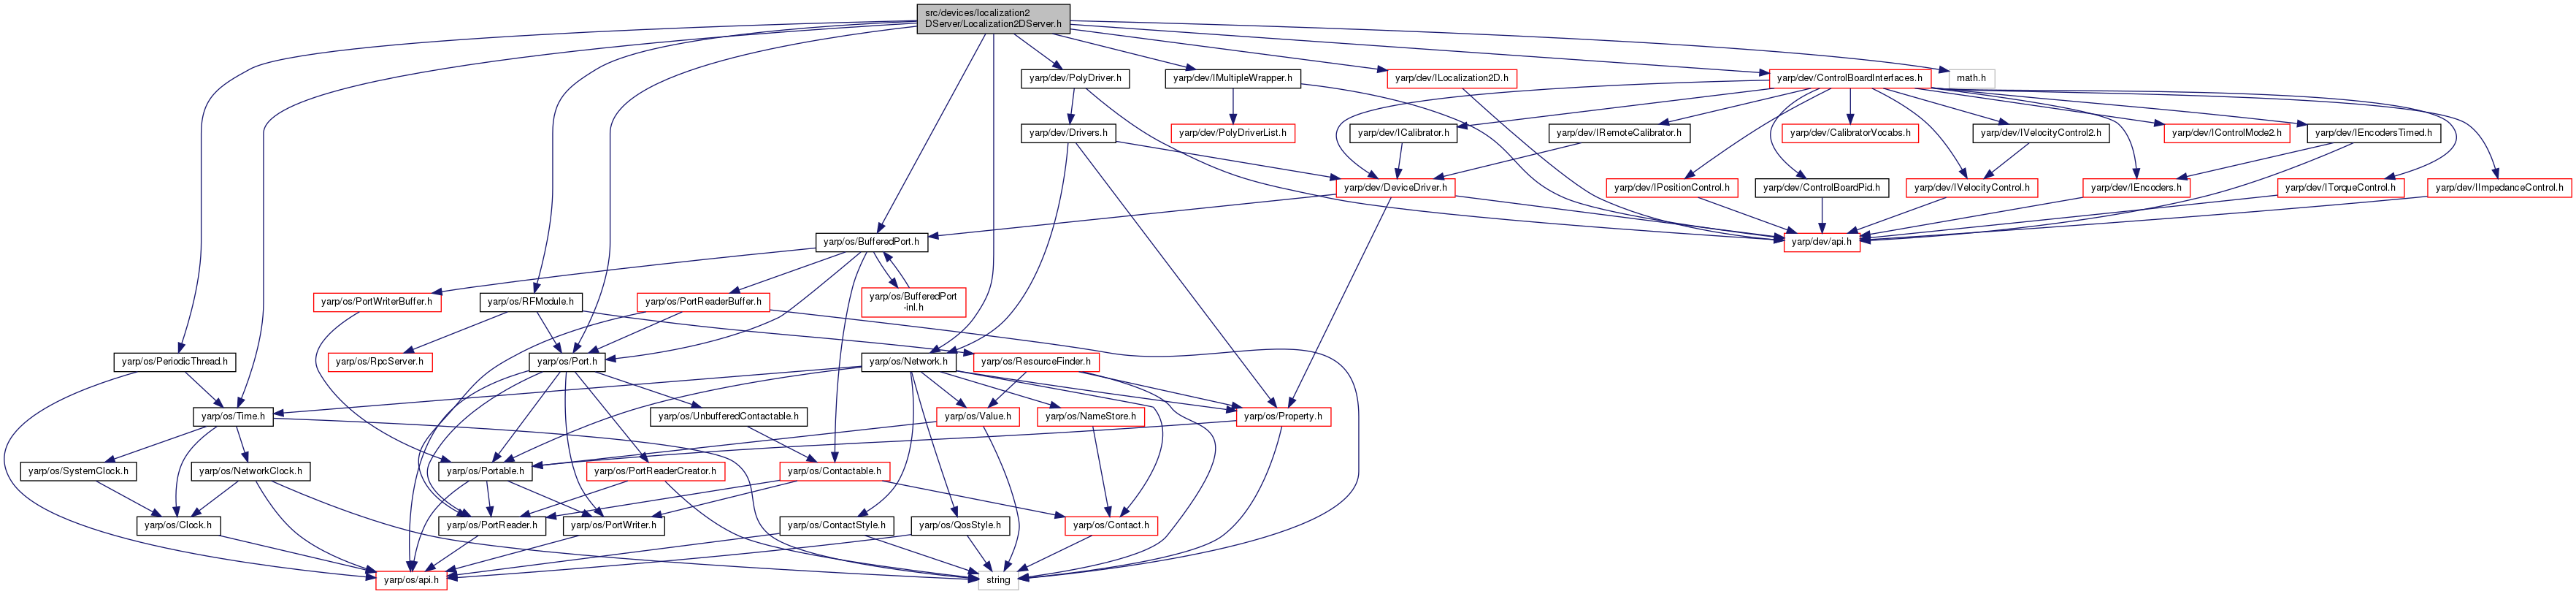 src/devices/localization2
DServer/Localization2DServer.h
yarp/dev/PolyDriver.h
yarp/dev/IMultipleWrapper.h
yarp/dev/ILocalization2D.h
yarp/dev/ControlBoardInterfaces.h
math.h
yarp/dev/Drivers.h
yarp/dev/PolyDriverList.h
yarp/dev/ICalibrator.h
yarp/dev/IRemoteCalibrator.h
yarp/dev/CalibratorVocabs.h
yarp/dev/IVelocityControl2.h
yarp/dev/IControlMode2.h
yarp/dev/IEncodersTimed.h
yarp/dev/DeviceDriver.h
yarp/dev/IPositionControl.h
yarp/dev/ControlBoardPid.h
yarp/dev/IVelocityControl.h
yarp/dev/IEncoders.h
yarp/dev/ITorqueControl.h
yarp/dev/IImpedanceControl.h
yarp/os/BufferedPort.h
yarp/dev/api.h
yarp/os/PortWriterBuffer.h
yarp/os/RFModule.h
yarp/os/PortReaderBuffer.h
yarp/os/BufferedPort
-inl.h
yarp/os/PeriodicThread.h
yarp/os/RpcServer.h
yarp/os/Port.h
yarp/os/Network.h
yarp/os/ResourceFinder.h
yarp/os/Time.h
yarp/os/UnbufferedContactable.h
yarp/os/Value.h
yarp/os/NameStore.h
yarp/os/Property.h
yarp/os/SystemClock.h
yarp/os/NetworkClock.h
yarp/os/Portable.h
yarp/os/PortReaderCreator.h
yarp/os/Contactable.h
yarp/os/Clock.h
yarp/os/PortReader.h
yarp/os/PortWriter.h
yarp/os/ContactStyle.h
yarp/os/QosStyle.h
yarp/os/Contact.h
yarp/os/api.h
string